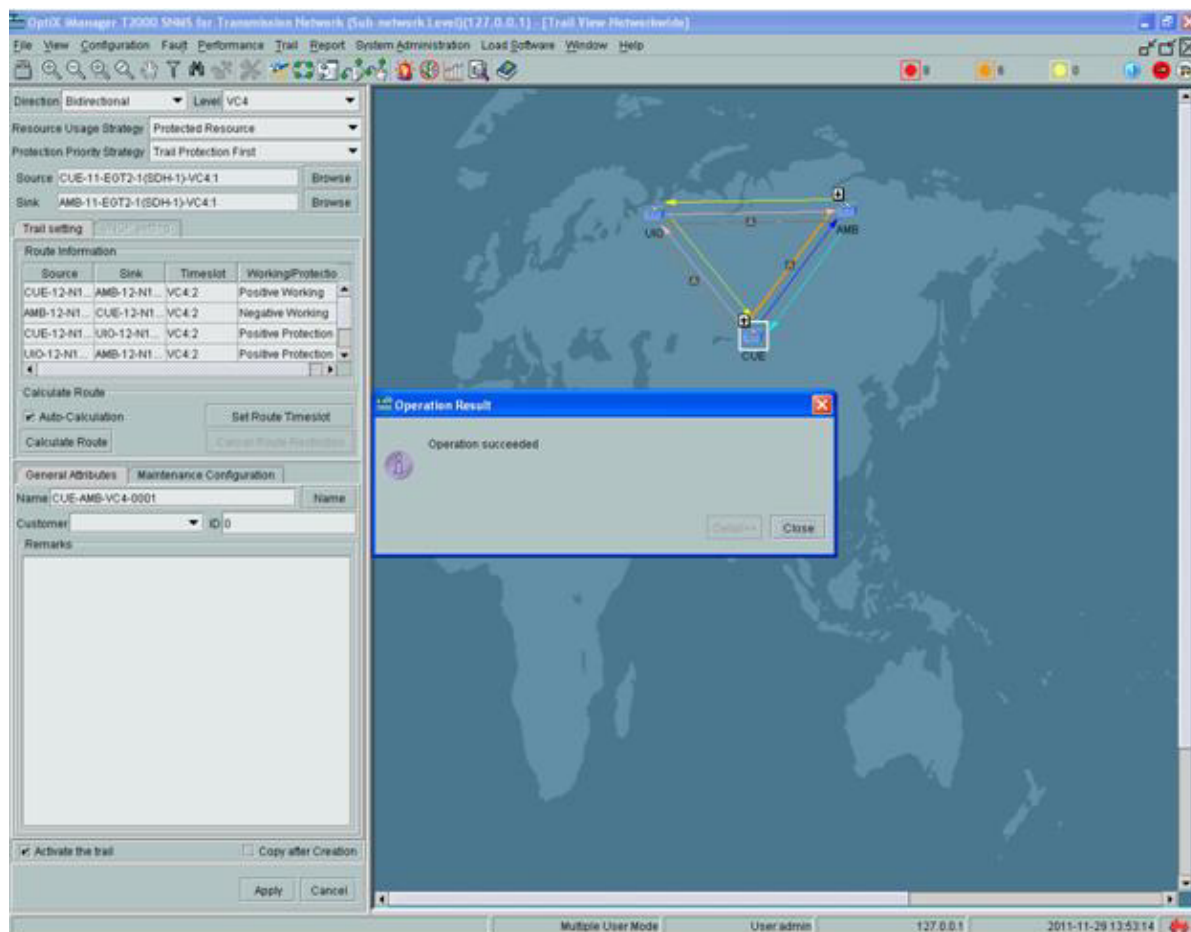 OptiX iManager T2000 SNMS for Transmission Network (Sub-network Level)(127.0.0.1) - [Trail View Networkwide]
File View Configuration Fault Performance Trail Report System Administration Load Software Window Help
Direction Bidirectional Level VC4
Resource Usage Strategy Protected Resource
Protection Priority Strategy Trail Protection First
Source CUE-11-EGT2-1(SDH-1)-VC4:1 Browse
Sink AMB-11-EGT2-1(SDH-1)-VC4:1 Browse
Trail setting
Route Information
Source Sink Timeslot Working/Protectio
CUE-12-N1... AMB-12-N1... VC4:2 Positive Working
AMB-12-N1... CUE-12-N1... VC4:2 Negative Working
CUE-12-N1... UIO-12-N1... VC4:2 Positive Protection
UIO-12-N1... AMB-12-N1... VC4:2 Positive Protection
Calculate Route
Auto-Calculation Set Route Timeslot
Calculate Route
General Attributes Maintenance Configuration
Name CUE-AMB-VC4-0001 Name
Customer ID 0
Remarks
Activate the trail Copy after Creation
Apply Cancel
UIO
AMB
CUE
Operation Result
Operation succeeded
Close
Multiple User Mode User:admin 127.0.0.1 2011-11-29 13:53:14